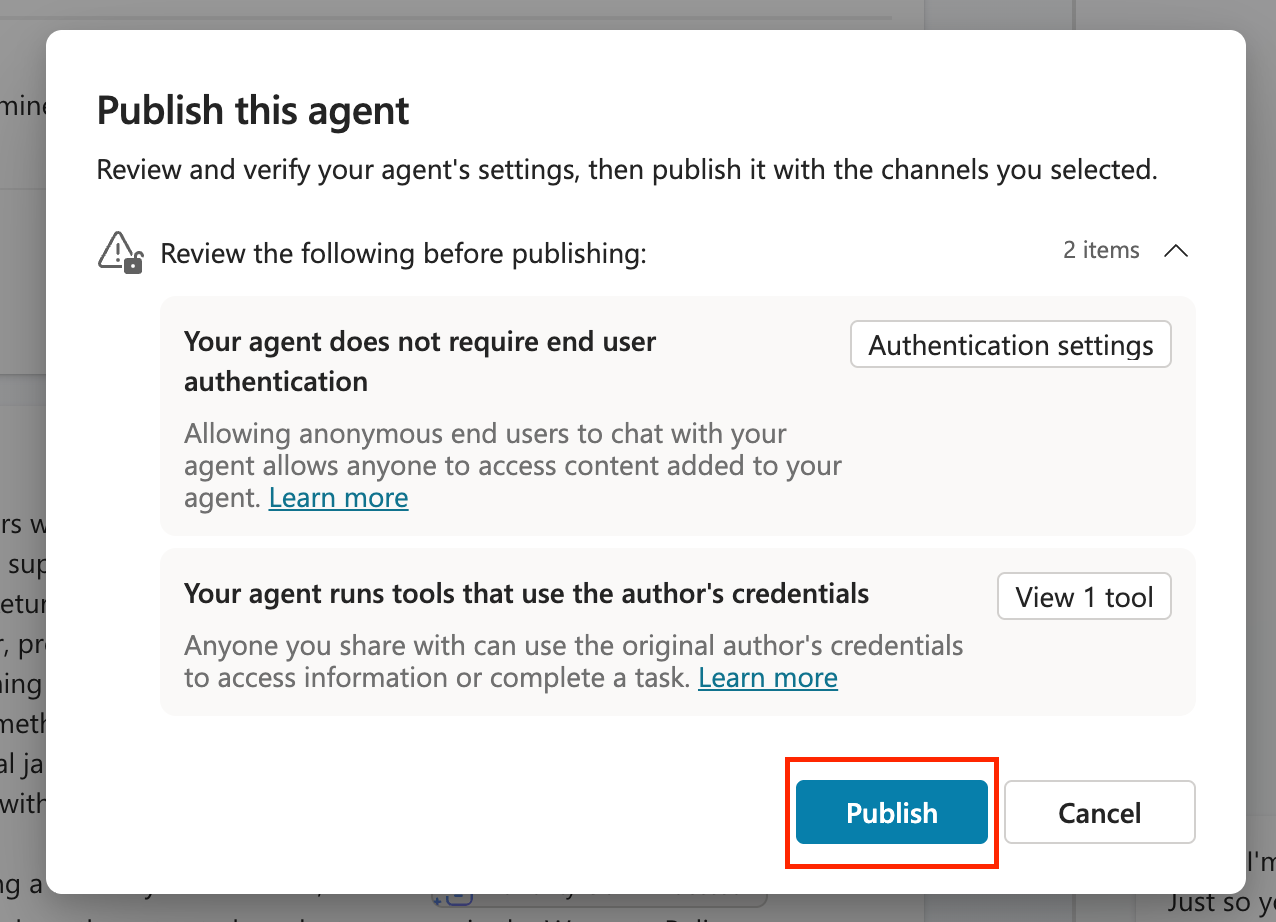 Publish this agent
Review and verify your agent's settings, then publish it with the channels you selected.
Review the following before publishing:
2 items
Your agent does not require end user
authentication
Authentication settings
Allowing anonymous end users to chat with your
agent allows anyone to access content added to your
agent. Learn more
Your agent runs tools that use the author's credentials
View 1 tool
Anyone you share with can use the original author's credentials
to access information or complete a task. Learn more
Publish
Cancel
I'm
Just so